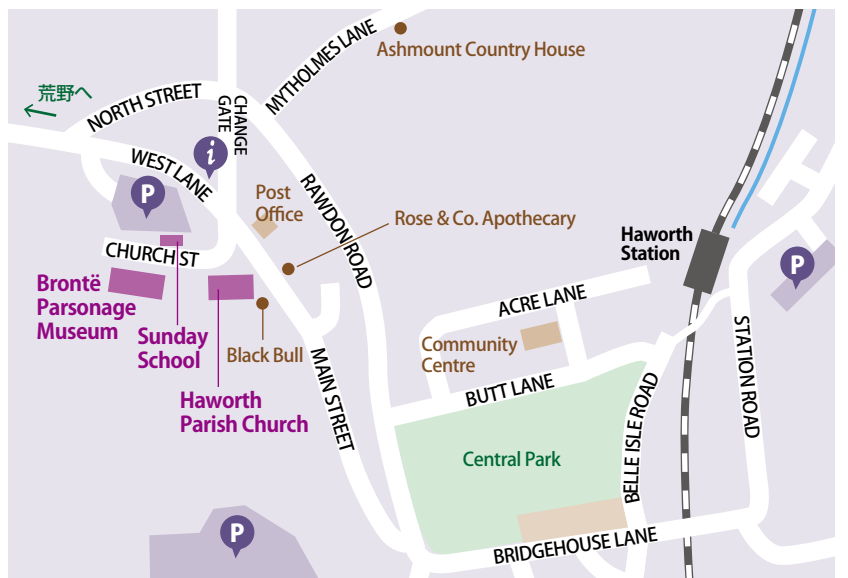 荒野へ
NORTH STREET
CHANGE
GATE
MYTHOLMES LANE
Ashmount Country House
i
WEST LANE
P
Post
Office
RAWDON ROAD
Rose & Co. Apothecary
CHURCH ST
Brontë
Parsonage
Museum
Sunday
School
Black Bull
Haworth
Parish Church
MAIN STREET
Haworth
Station
P
ACRE LANE
Community
Centre
BUTT LANE
STATION ROAD
Central Park
BELLE ISLE ROAD
BRIDGEHOUSE LANE
P